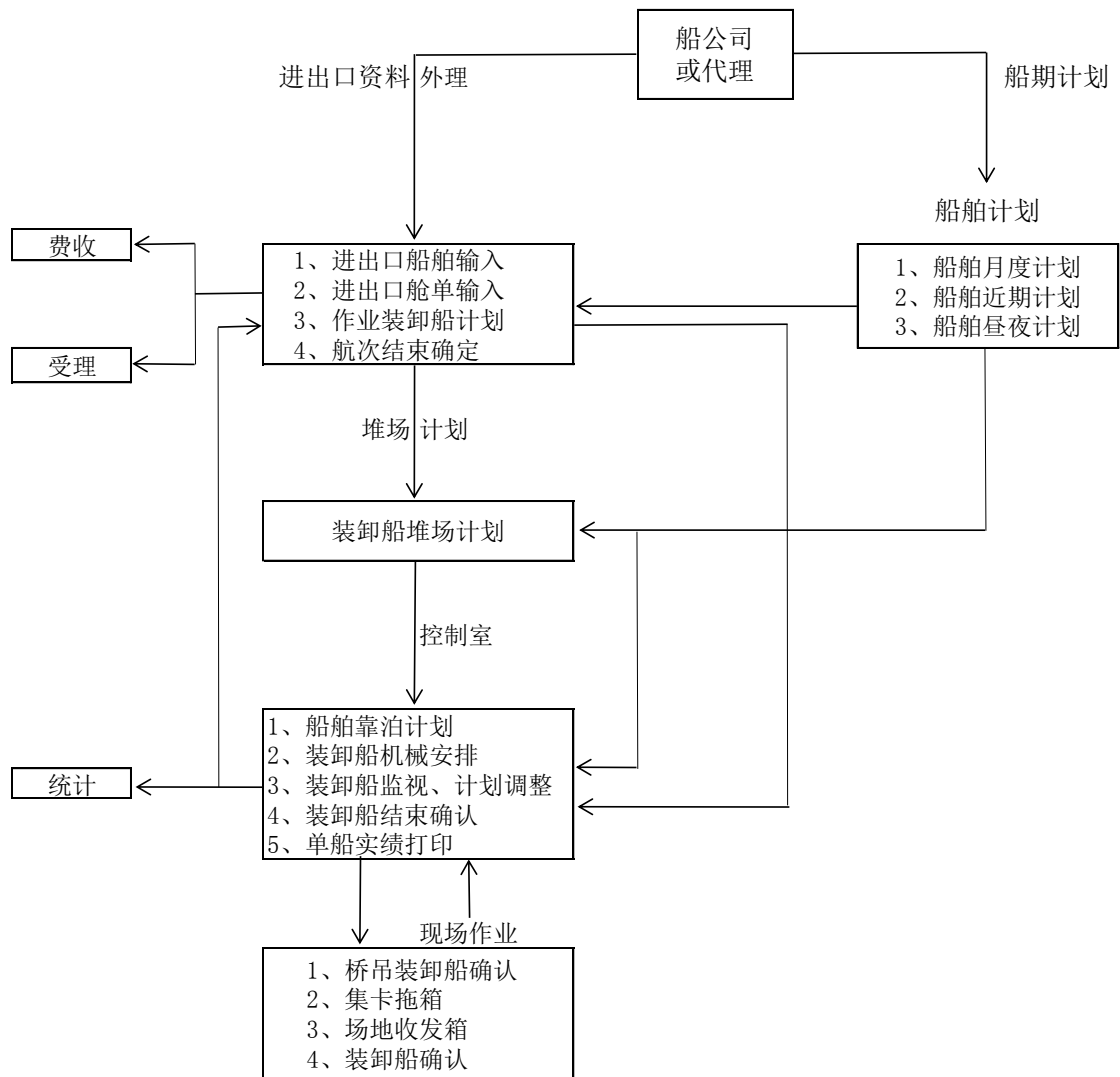 船公司
或代理
进出口资料 外理
船期计划
船舶计划
费收
1、进出口船舶输入
2、进出口舱单输入
3、作业装卸船计划
4、航次结束确定
1、船舶月度计划
2、船舶近期计划
3、船舶昼夜计划
受理
堆场 计划
装卸船堆场计划
控制室
1、船舶靠泊计划
2、装卸船机械安排
3、装卸船监视、计划调整
4、装卸船结束确认
5、单船实绩打印
统计
现场作业
1、桥吊装卸船确认
2、集卡拖箱
3、场地收发箱
4、装卸船确认